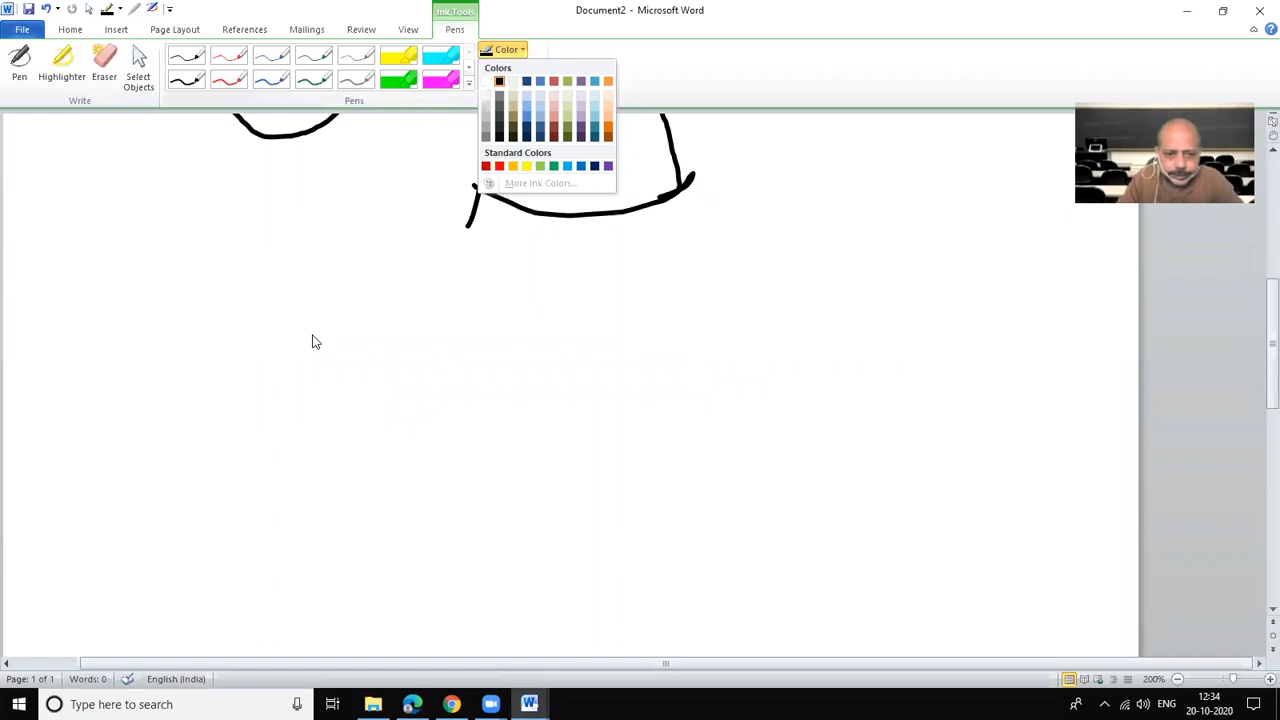 Document2 - Microsoft Word
Ink Tools
File Home Insert Page Layout References Mailings Review View Pens
Pen Highlighter Eraser Select Objects
Color
Write
Pens
Colors
Standard Colors
More Ink Colors...
Page: 1 of 1 Words: 0 English (India) 200%
Type here to search
ENG
12:34
20-10-2020